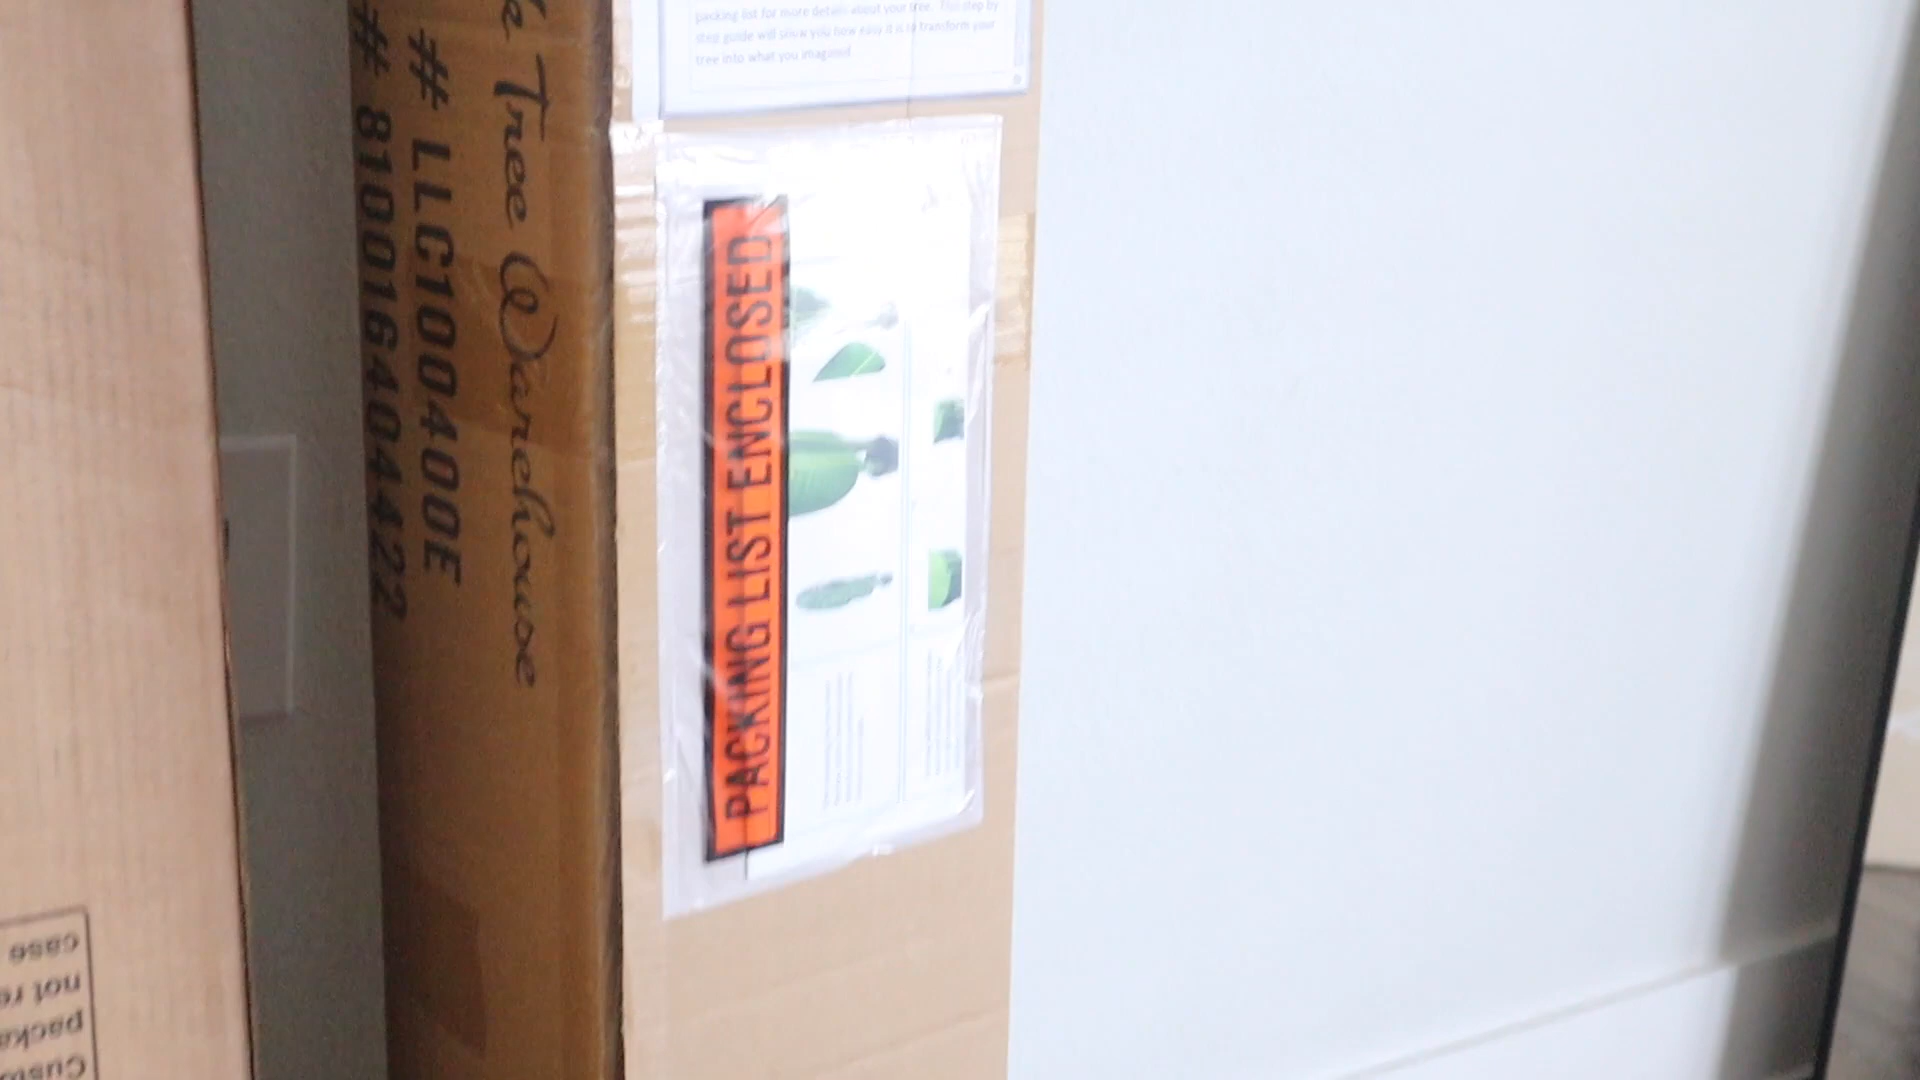 packing list for more details about your tree. This step by
step guide will show you how easy it is to transform your
tree into what you imagined
Tree Warehouse
# LLC1004000E
# 810016404422
PACKING LIST ENCLOSED
case
not re
packa
Custo